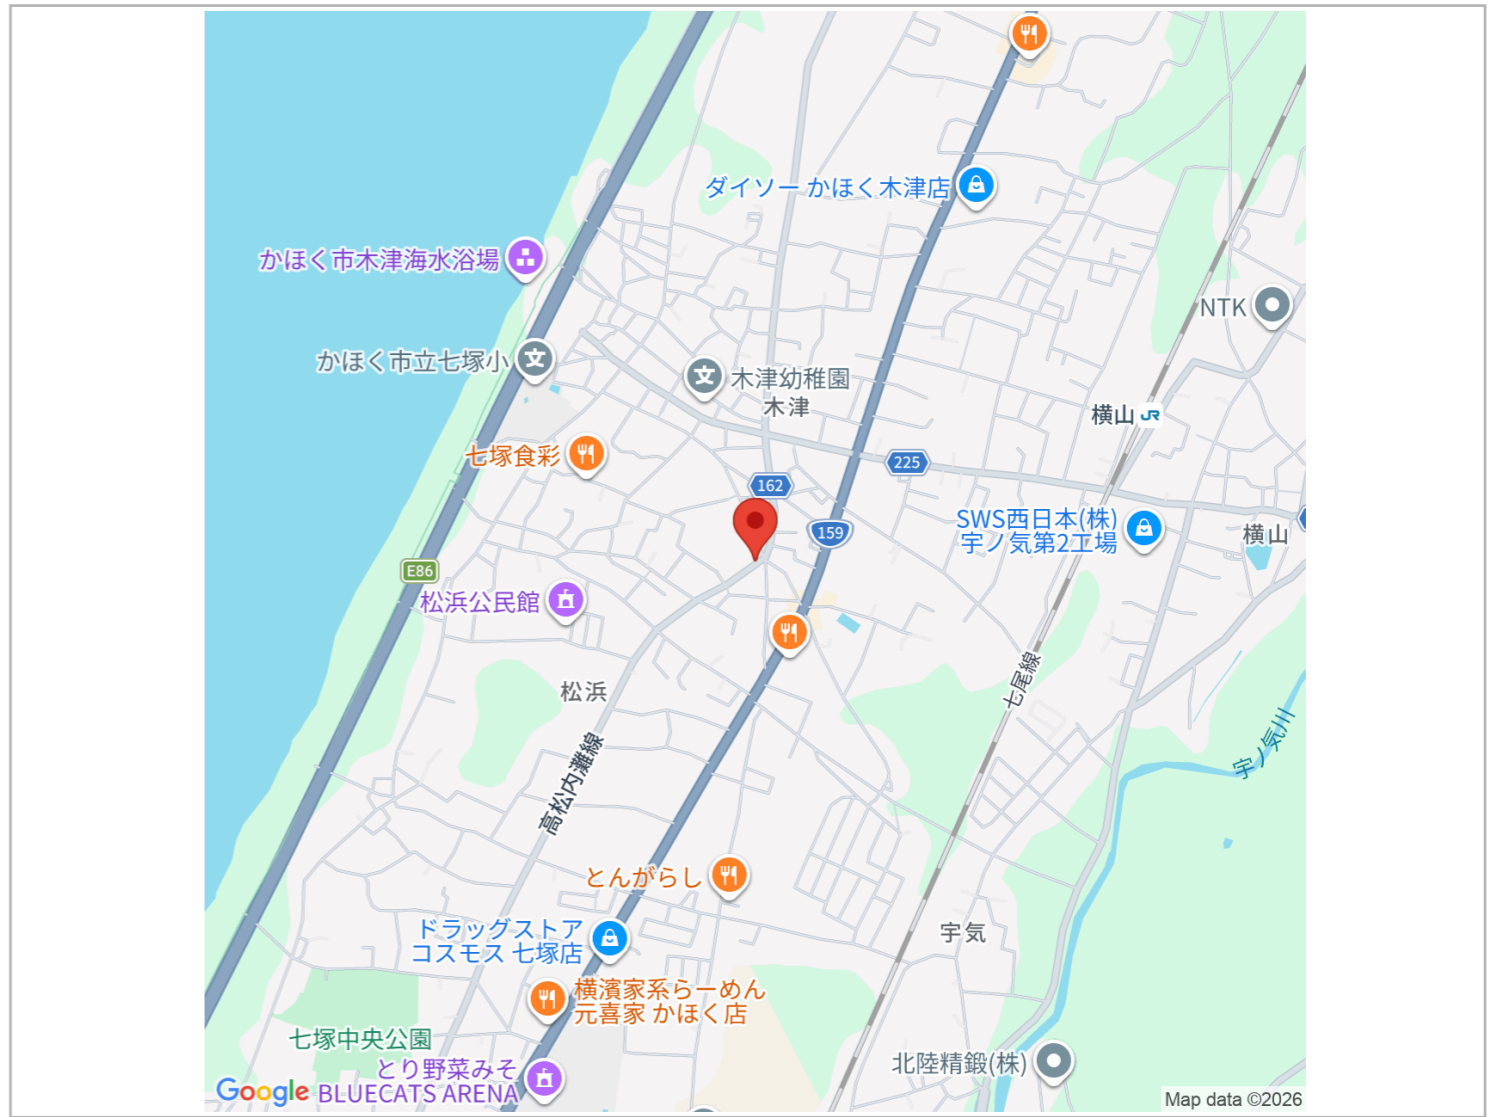 ダイソー かほく木津店
かほく市木津海水浴場
NTK
かほく市立七塚小
木津幼稚園
木津
横山 JR
七塚食彩
225
162
SWS西日本(株)
宇ノ気第2工場
159
横山
E86
松浜公民館
七尾線
松浜
宇ノ気川
高松内灘線
とんがらし
ドラッグストア
コスモス 七塚店
宇気
横濱家系らーめん
元喜家 かほく店
七塚中央公園
北陸精鍛(株)
とり野菜みそ
BLUECATS ARENA
Google
Map data ©2026